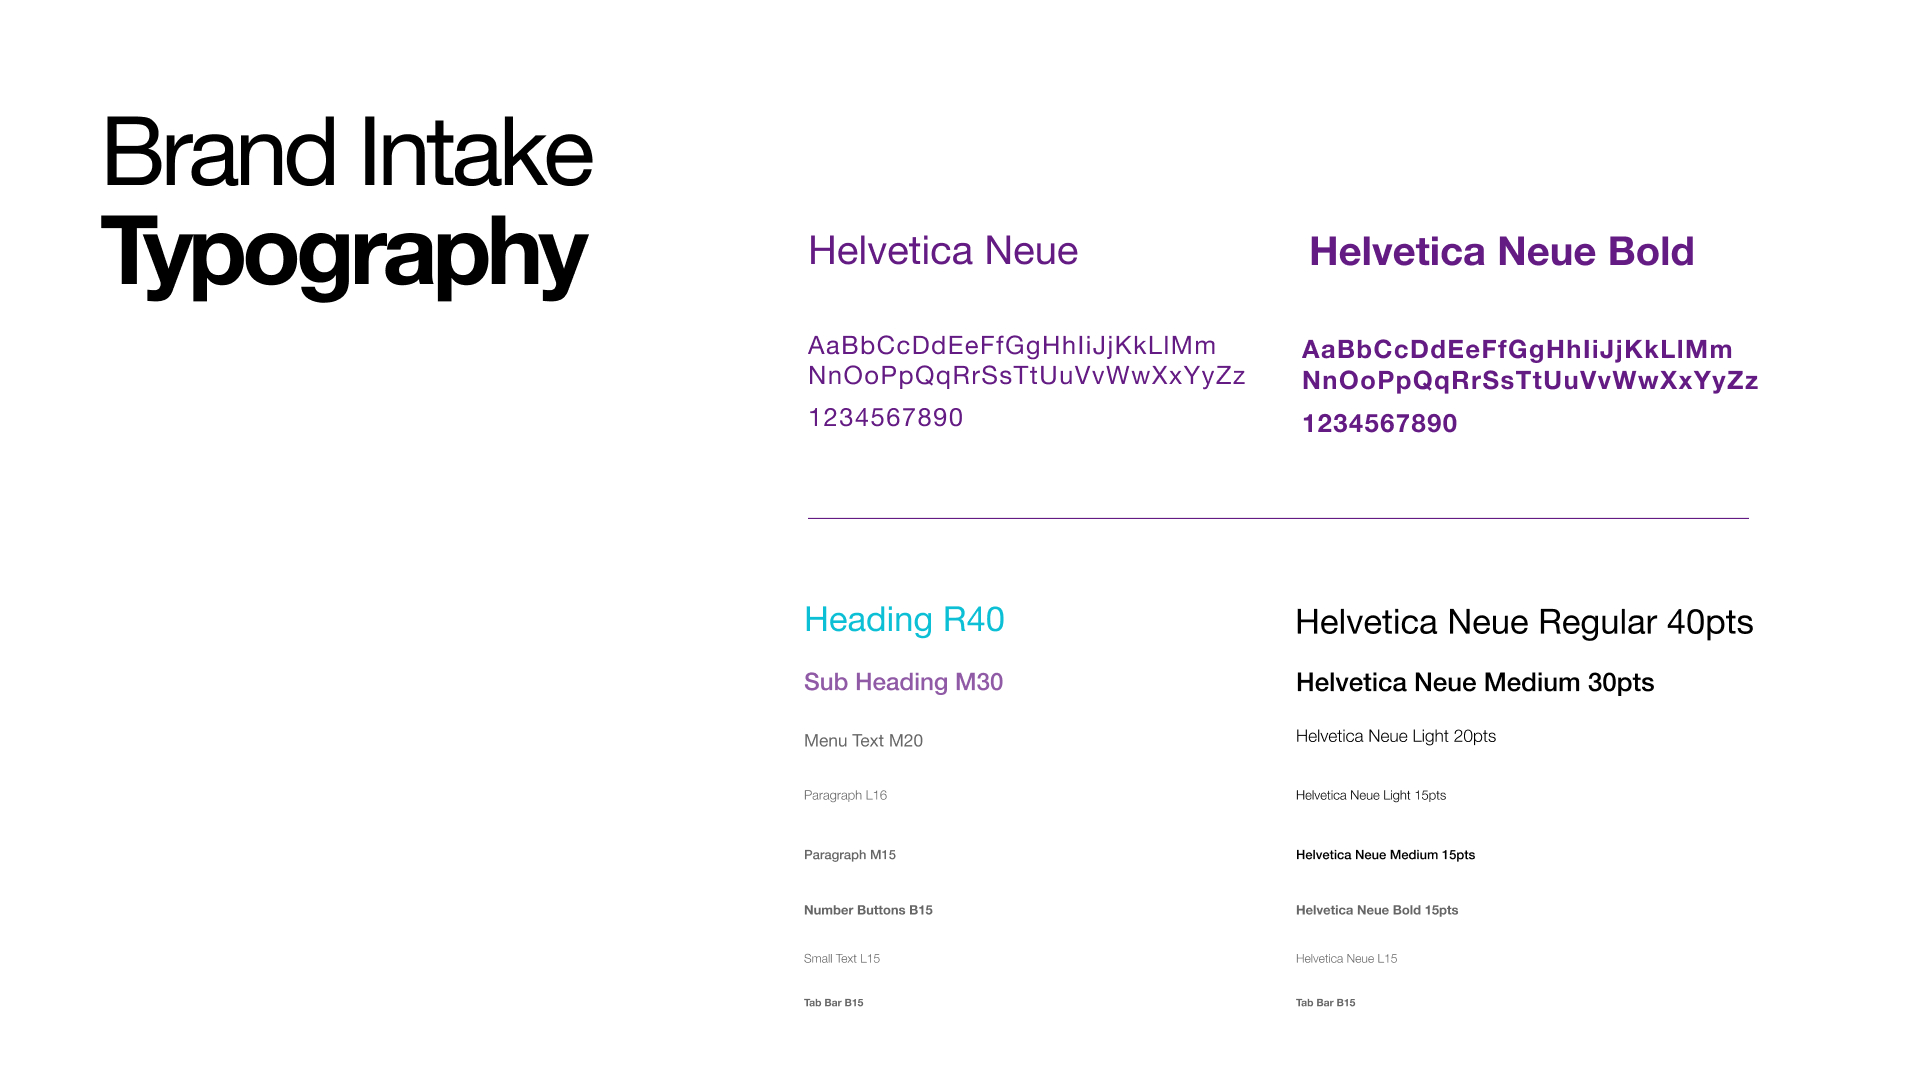 Brand Intake
Typography
Helvetica Neue
AaBbCcDdEeFfGgHhIiJjKkLlMm
NnOoPpQqRrSsTtUuVvWwXxYyZz
1234567890
Helvetica Neue Bold
AaBbCcDdEeFfGgHhIiJjKkLlMm
NnOoPpQqRrSsTtUuVvWwXxYyZz
1234567890
Heading R40
Helvetica Neue Regular 40pts
Sub Heading M30
Helvetica Neue Medium 30pts
Menu Text M20
Helvetica Neue Light 20pts
Paragraph L16
Helvetica Neue Light 15pts
Paragraph M15
Helvetica Neue Medium 15pts
Number Buttons B15
Helvetica Neue Bold 15pts
Small Text L15
Helvetica Neue L15
Tab Bar B15
Tab Bar B15